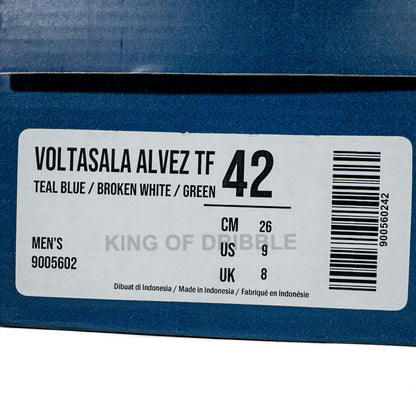 VOLTASALA ALVEZ TF 42
TEAL BLUE / BROKEN WHITE / GREEN
CM 26
US 9
UK 8
MEN'S
9005602
KING OF DRIBBLE
Dibuat di Indonesia / Made in Indonesia / Fabriqué en Indonésie
900560242